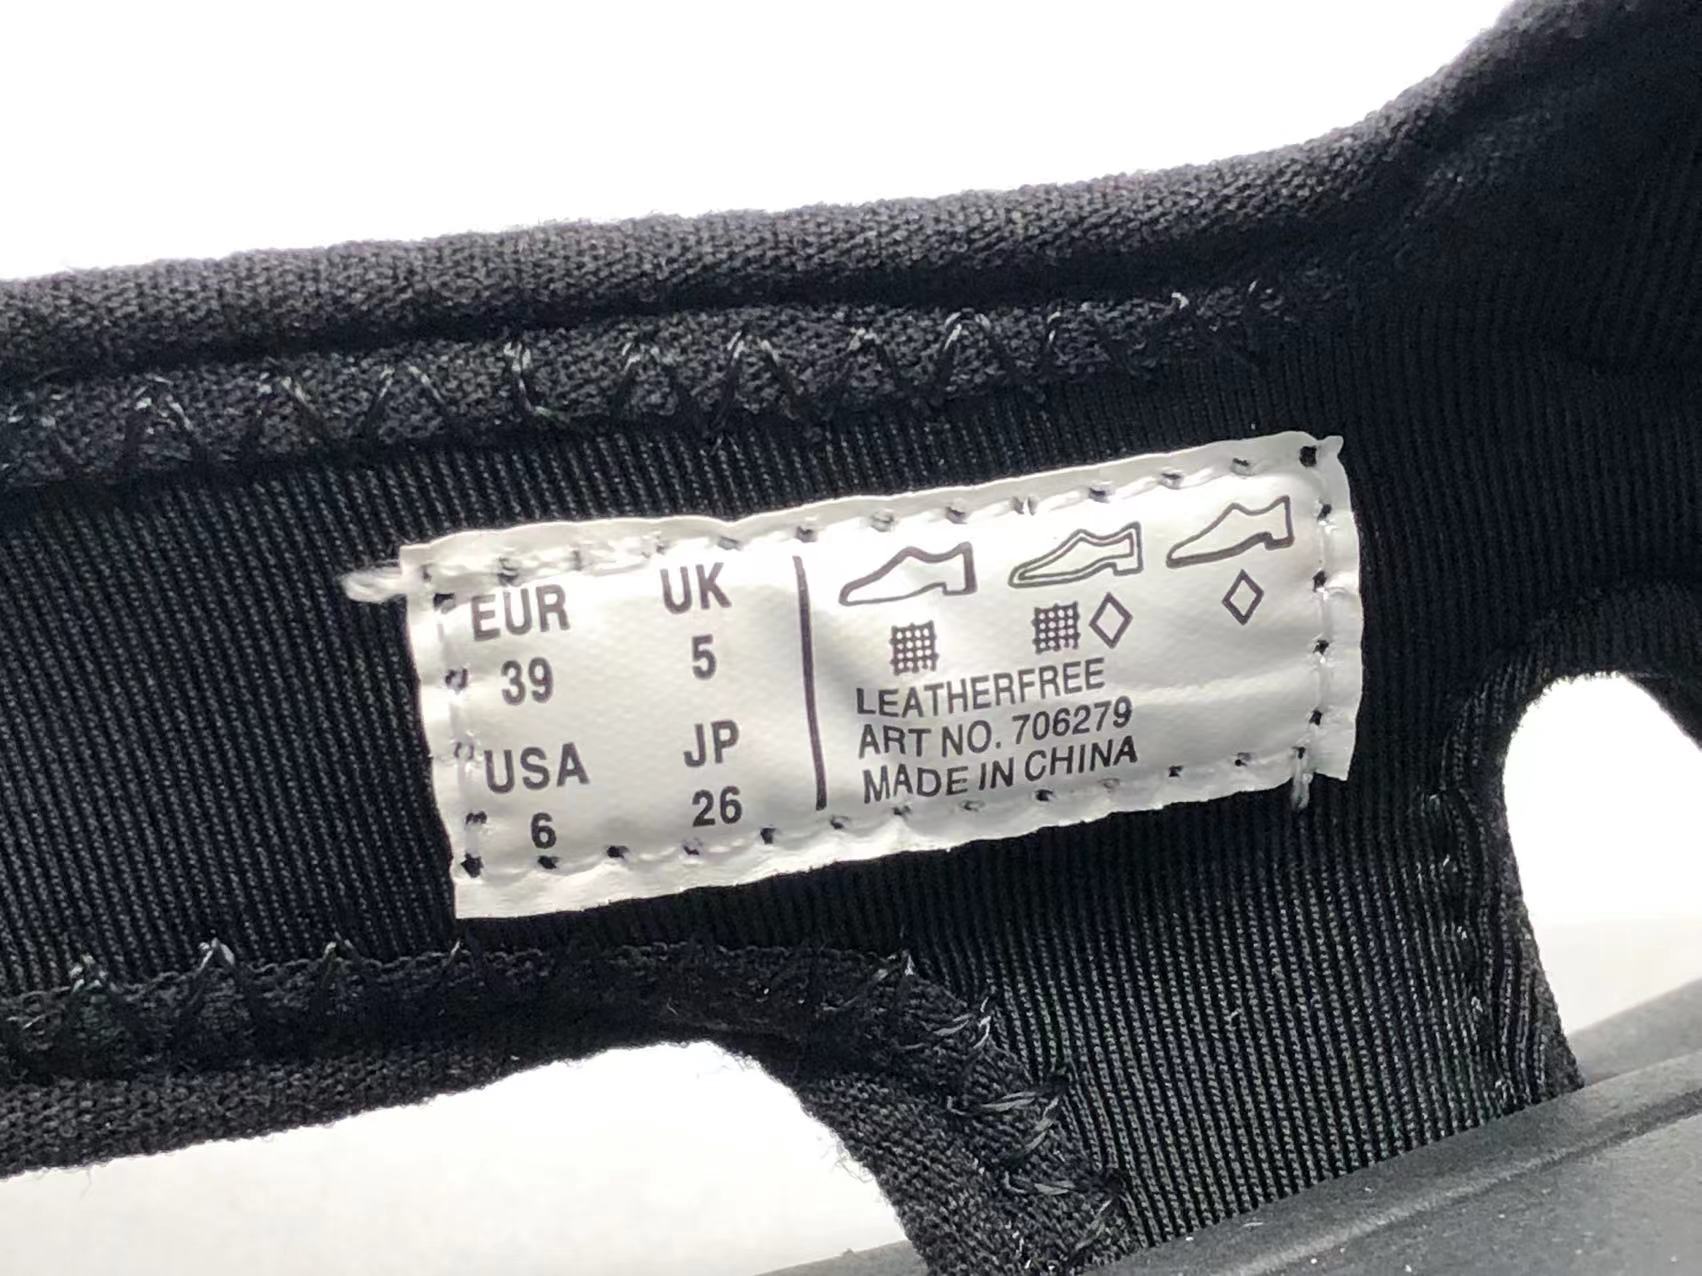 EUR UK
39 5
USA JP
6 26
LEATHERFREE
ART NO. 706279
MADE IN CHINA